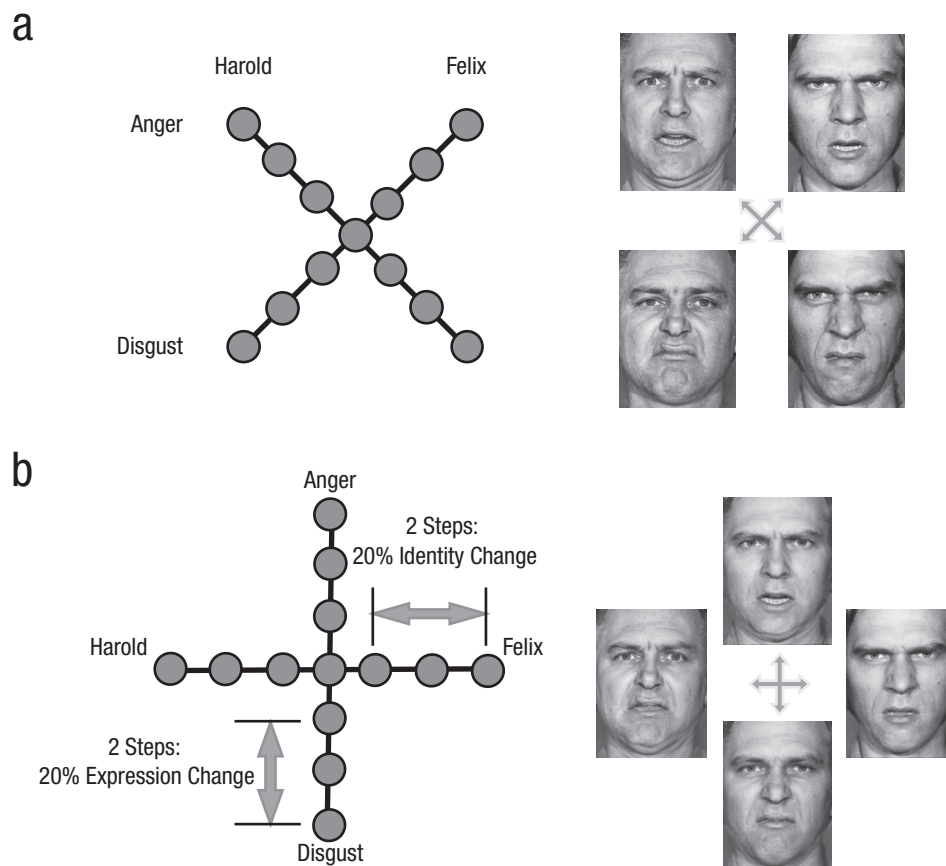 a
Harold
Felix
Anger
Disgust
b
Anger
2 Steps:
20% Identity Change
Harold
Felix
2 Steps:
20% Expression Change
Disgust